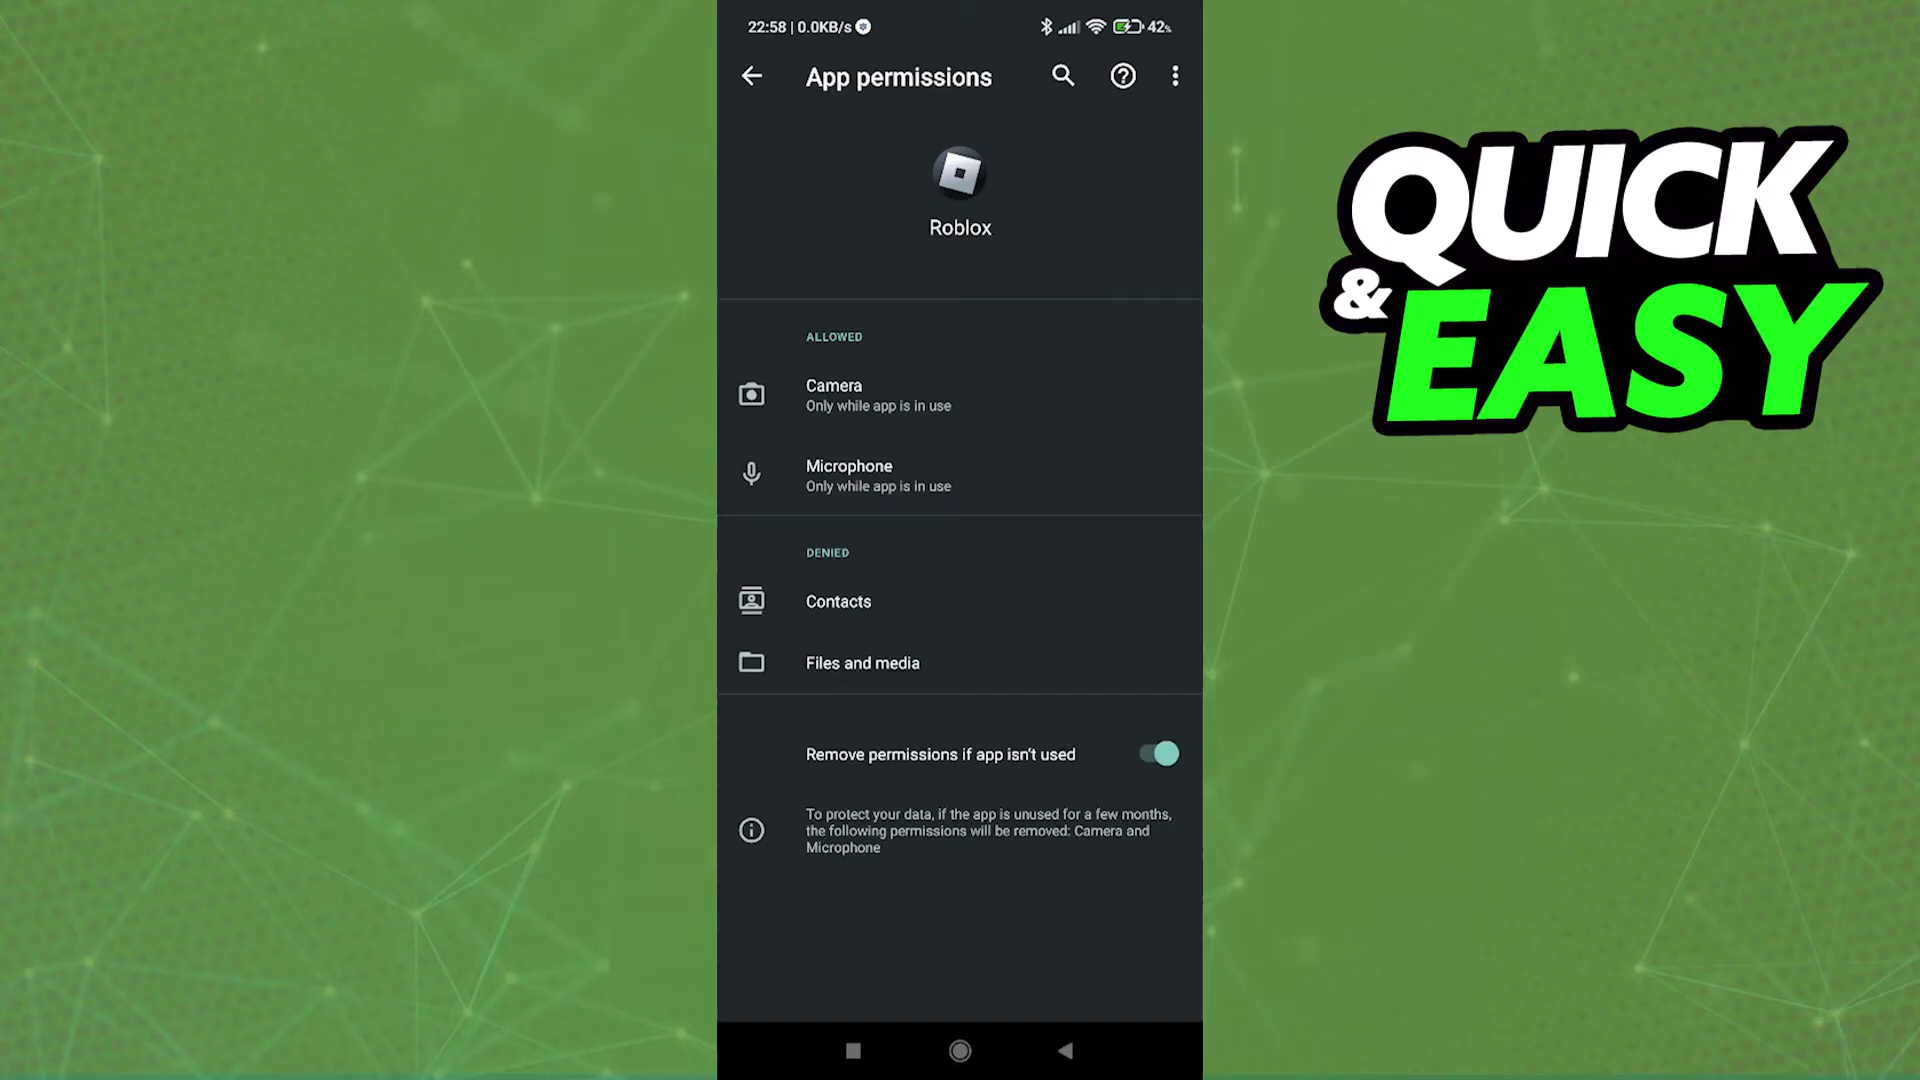 22:58 | 0.0KB/s
42%
App permissions
Roblox
ALLOWED
Camera
Only while app is in use
Microphone
Only while app is in use
DENIED
Contacts
Files and media
Remove permissions if app isn't used
To protect your data, if the app is unused for a few months,
the following permissions will be removed: Camera and
Microphone
QUICK
& EASY